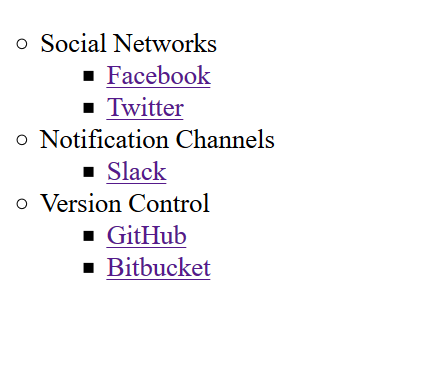 Social Networks
Facebook
Twitter
Notification Channels
Slack
Version Control
GitHub
Bitbucket